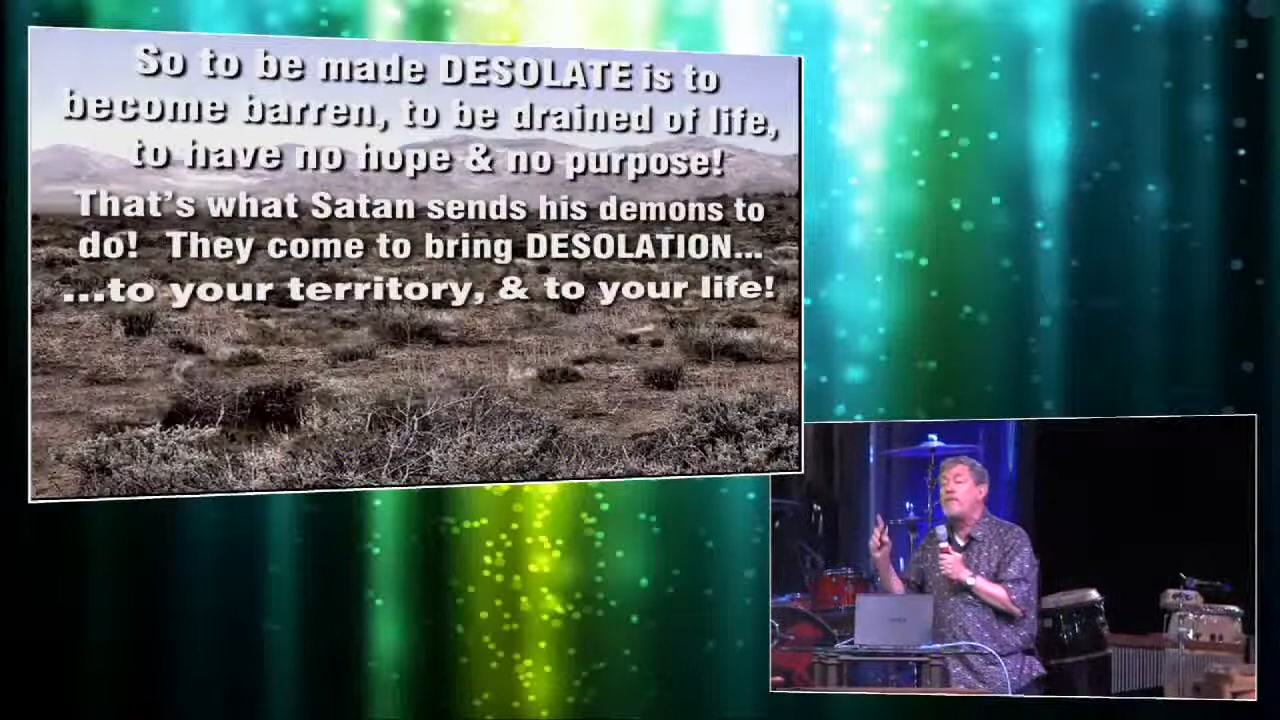 So to be made DESOLATE is to
become barren, to be drained of life,
to have no hope & no purpose!
That's what Satan sends his demons to
do! They come to bring DESOLATION...
...to your territory, & to your life!